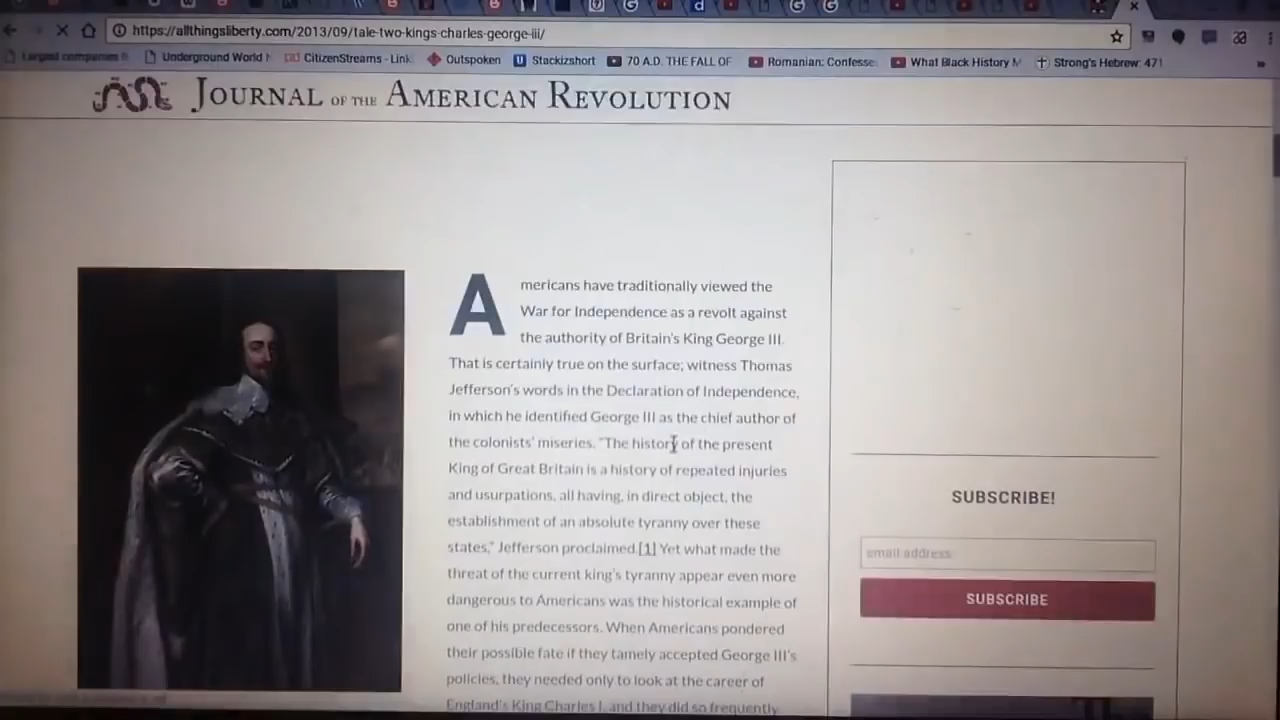 https://allthingsliberty.com/2013/09/tale-two-kings-charles-george-iii/
Largest companies Underground World CitizenStreams - Link Outspoken Stackizshort 70 A.D. THE FALL OF Romanian: Confesse What Black History M Strong's Hebrew: 471
JOURNAL OF THE AMERICAN REVOLUTION
Americans have traditionally viewed the
War for Independence as a revolt against
the authority of Britain's King George III.
That is certainly true on the surface; witness Thomas
Jefferson's words in the Declaration of Independence,
in which he identified George III as the chief author of
the colonists' miseries. "The history of the present
King of Great Britain is a history of repeated injuries
and usurpations, all having, in direct object, the
establishment of an absolute tyranny over these
states," Jefferson proclaimed.[1] Yet what made the
threat of the current king's tyranny appear even more
dangerous to Americans was the historical example of
one of his predecessors. When Americans pondered
their possible fate if they tamely accepted George III's
policies, they needed only to look at the career of
England's King Charles I, and they did so frequently
SUBSCRIBE!
email address
SUBSCRIBE